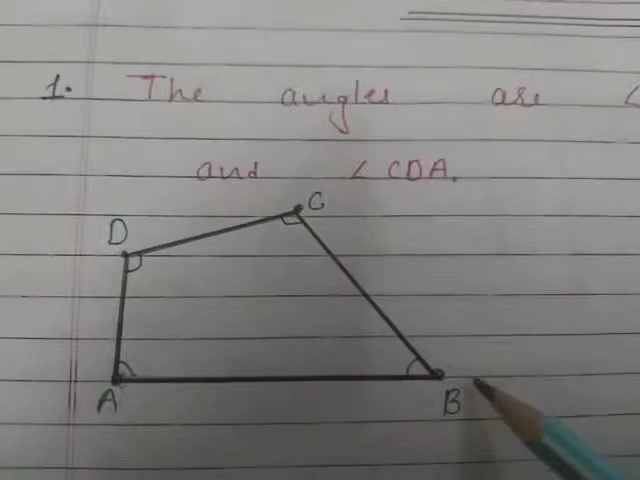 1. The angles are ∠
and ∠ CDA.
C
D
A
B